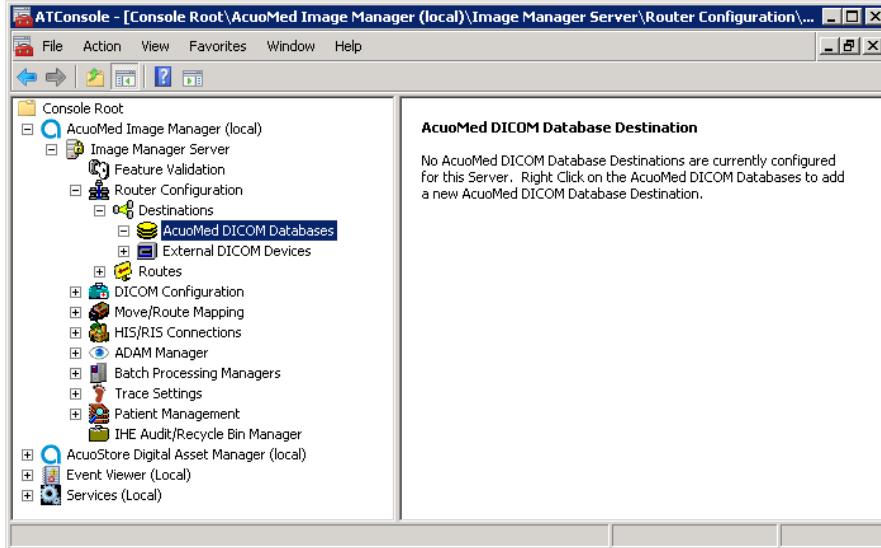 ATConsole - [Console Root\AcuoMed Image Manager (local)\Image Manager Server\Router Configuration\...
File Action View Favorites Window Help
Console Root
AcuoMed Image Manager (local)
Image Manager Server
Feature Validation
Router Configuration
Destinations
AcuoMed DICOM Databases
External DICOM Devices
Routes
DICOM Configuration
Move/Route Mapping
HIS/RIS Connections
ADAM Manager
Batch Processing Managers
Trace Settings
Patient Management
IHE Audit/Recycle Bin Manager
AcuoStore Digital Asset Manager (local)
Event Viewer (Local)
Services (Local)
AcuoMed DICOM Database Destination
No AcuoMed DICOM Database Destinations are currently configured
for this Server. Right Click on the AcuoMed DICOM Databases to add
a new AcuoMed DICOM Database Destination.